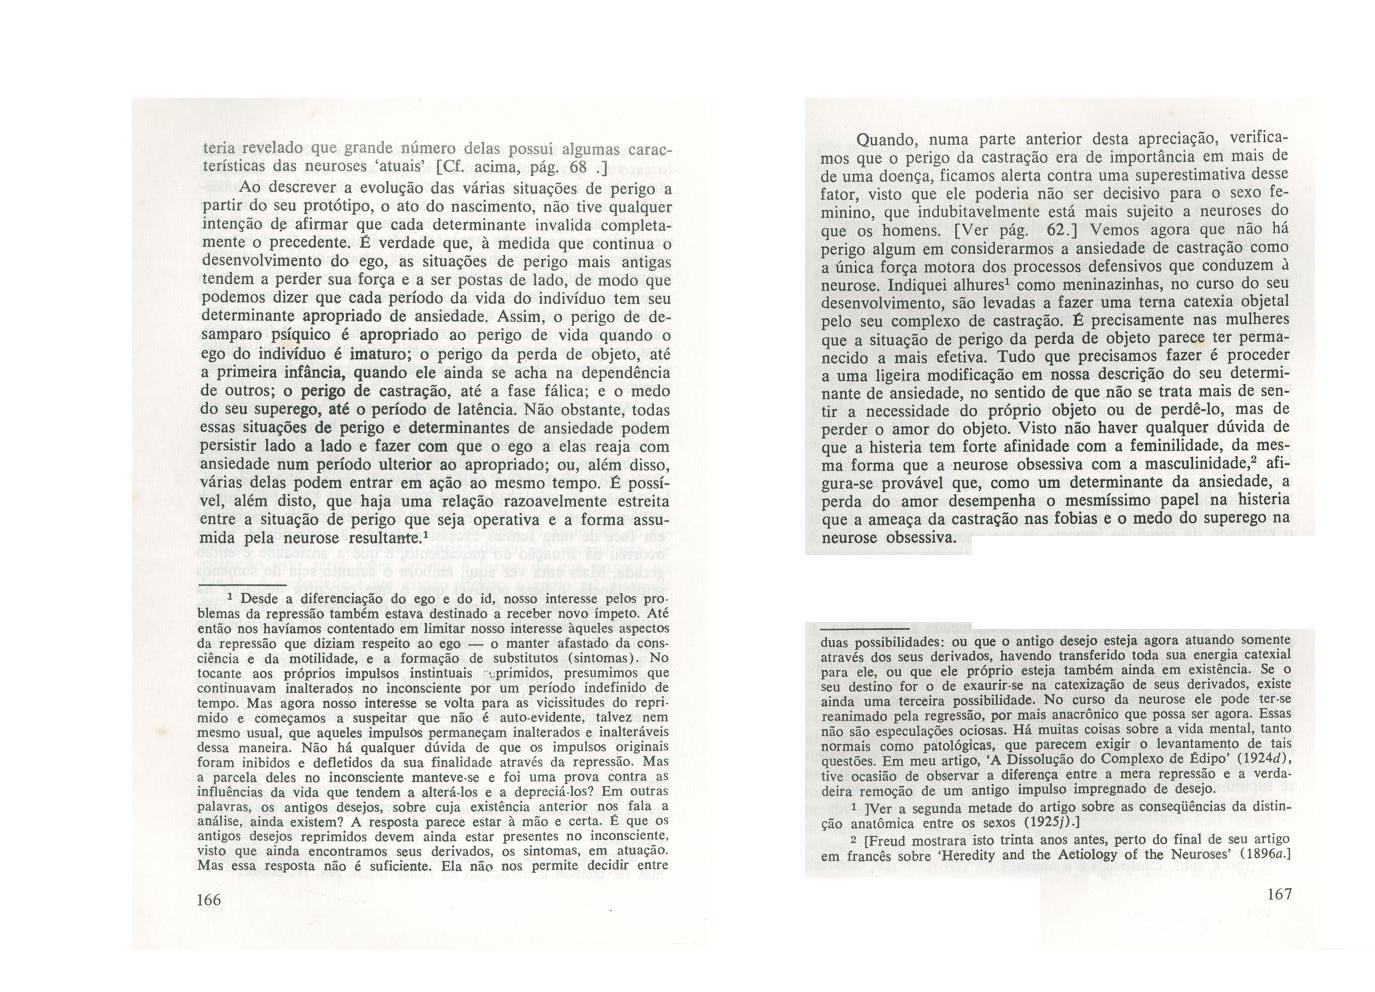 teria revelado que grande número delas possui algumas carac-
terísticas das neuroses ‘atuais’ [Cf. acima, pág. 68 .]
Ao descrever a evolução das várias situações de perigo a
partir do seu protótipo, o ato do nascimento, não tive qualquer
intenção de afirmar que cada determinante invalida completa-
mente o precedente. É verdade que, à medida que continua o
desenvolvimento do ego, as situações de perigo mais antigas
tendem a perder sua força e a ser postas de lado, de modo que
podemos dizer que cada período da vida do indivíduo tem seu
determinante apropriado de ansiedade. Assim, o perigo de de-
samparo psíquico é apropriado ao perigo de vida quando o
ego do indivíduo é imaturo; o perigo da perda de objeto, até
a primeira infância, quando ele ainda se acha na dependência
de outros; o perigo de castração, até a fase fálica; e o medo
do seu superego, até o período de latência. Não obstante, todas
essas situações de perigo e determinantes de ansiedade podem
persistir lado a lado e fazer com que o ego a elas reaja com
ansiedade num período ulterior ao apropriado; ou, além disso,
várias delas podem entrar em ação ao mesmo tempo. É possí-
vel, além disto, que haja uma relação razoavelmente estreita
entre a situação de perigo que seja operativa e a forma assu-
mida pela neurose resultante.¹
¹ Desde a diferenciação do ego e do id, nosso interesse pelos pro-
blemas da repressão também estava destinado a receber novo ímpeto. Até
então nos havíamos contentado em limitar nosso interesse àqueles aspectos
da repressão que diziam respeito ao ego — o manter afastado da cons-
ciência e da motilidade, e a formação de substitutos (sintomas). No
tocante aos próprios impulsos instintuais primidos, presumimos que
continuavam inalterados no inconsciente por um período indefinido de
tempo. Mas agora nosso interesse se volta para as vicissitudes do repri-
mido e começamos a suspeitar que não é auto-evidente, talvez nem
mesmo usual, que aqueles impulsos permaneçam inalterados e inalteráveis
dessa maneira. Não há qualquer dúvida de que os impulsos originais
foram inibidos e defletidos da sua finalidade através da repressão. Mas
a parcela deles no inconsciente manteve-se e foi uma prova contra as
influências da vida que tendem a alterá-los e a depreciá-los? Em outras
palavras, os antigos desejos, sobre cuja existência anterior nos fala a
análise, ainda existem? A resposta parece estar à mão e certa. É que os
antigos desejos reprimidos devem ainda estar presentes no inconsciente,
visto que ainda encontramos seus derivados, os sintomas, em atuação.
Mas essa resposta não é suficiente. Ela não nos permite decidir entre
166
Quando, numa parte anterior desta apreciação, verifica-
mos que o perigo da castração era de importância em mais de
de uma doença, ficamos alerta contra uma superestimativa desse
fator, visto que ele poderia não ser decisivo para o sexo fe-
minino, que indubitavelmente está mais sujeito a neuroses do
que os homens. [Ver pág. 62.] Vemos agora que não há
perigo algum em considerarmos a ansiedade de castração como
a única força motora dos processos defensivos que conduzem à
neurose. Indiquei alhures¹ como meninazinhas, no curso do seu
desenvolvimento, são levadas a fazer uma terna catexia objetal
pelo seu complexo de castração. É precisamente nas mulheres
que a situação de perigo da perda de objeto parece ter perma-
necido a mais efetiva. Tudo que precisamos fazer é proceder
a uma ligeira modificação em nossa descrição do seu determi-
nante de ansiedade, no sentido de que não se trata mais de sen-
tir a necessidade do próprio objeto ou de perdê-lo, mas de
perder o amor do objeto. Visto não haver qualquer dúvida de
que a histeria tem forte afinidade com a feminilidade, da mes-
ma forma que a neurose obsessiva com a masculinidade,² afi-
gura-se provável que, como um determinante da ansiedade, a
perda do amor desempenha o mesmíssimo papel na histeria
que a ameaça da castração nas fobias e o medo do superego na
neurose obsessiva.
duas possibilidades: ou que o antigo desejo esteja agora atuando somente
através dos seus derivados, havendo transferido toda sua energia catexial
para ele, ou que ele próprio esteja também ainda em existência. Se o
seu destino for o de exaurir-se na catexização de seus derivados, existe
ainda uma terceira possibilidade. No curso da neurose ele pode ter-se
reanimado pela regressão, por mais anacrônico que possa ser agora. Essas
não são especulações ociosas. Há muitas coisas sobre a vida mental, tanto
normais como patológicas, que parecem exigir o levantamento de tais
questões. Em meu artigo, ‘A Dissolução do Complexo de Édipo’ (1924d),
tive ocasião de observar a diferença entre a mera repressão e a verda-
deira remoção de um antigo impulso impregnado de desejo.
¹ ]Ver a segunda metade do artigo sobre as conseqüências da distin-
ção anatômica entre os sexos (1925j).]
² [Freud mostrara isto trinta anos antes, perto do final de seu artigo
em francês sobre ‘Heredity and the Aetiology of the Neuroses’ (1896a.]
167